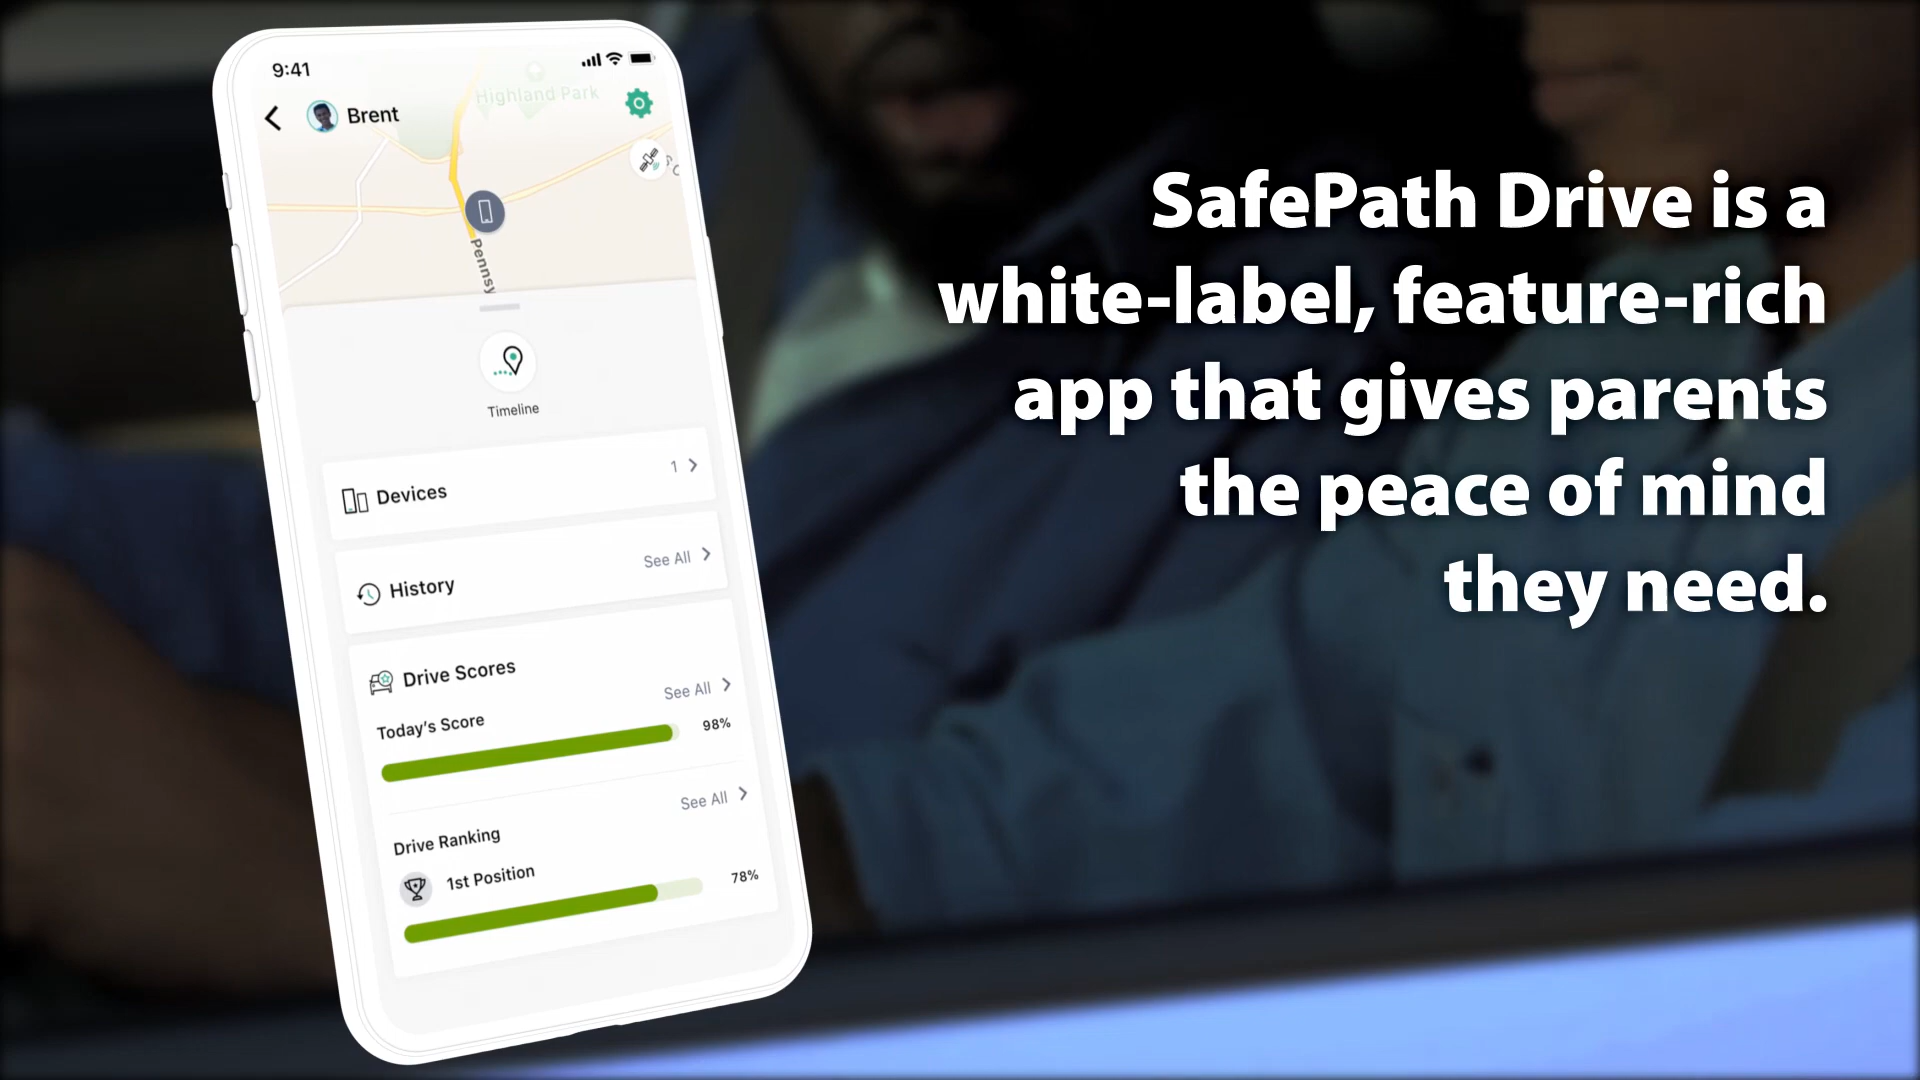 9:41
Brent
Highland Park
Pennsy
Timeline
Devices
1
History
See All
Drive Scores
See All
Today's Score
98%
See All
Drive Ranking
1st Position
78%
SafePath Drive is a
white-label, feature-rich
app that gives parents
the peace of mind
they need.